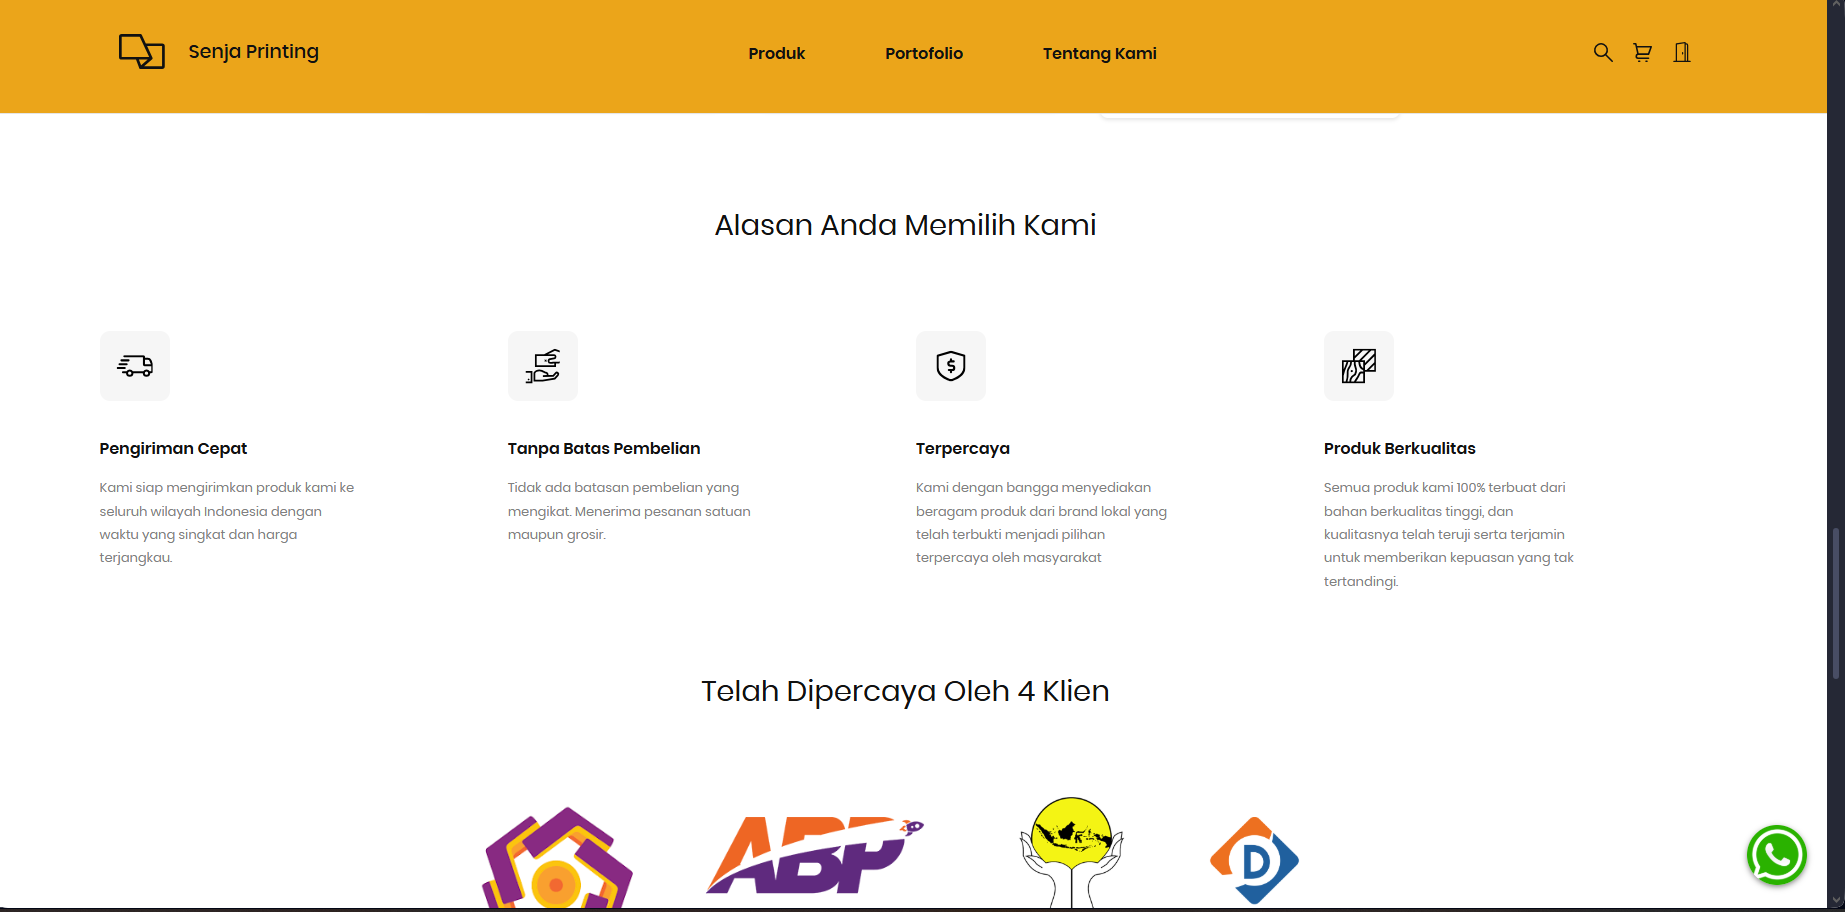 Senja Printing
Produk
Portofolio
Tentang Kami
Alasan Anda Memilih Kami
Pengiriman Cepat
Kami siap mengirimkan produk kami ke
seluruh wilayah Indonesia dengan
waktu yang singkat dan harga
terjangkau.
Tanpa Batas Pembelian
Tidak ada batasan pembelian yang
mengikat. Menerima pesanan satuan
maupun grosir.
Terpercaya
Kami dengan bangga menyediakan
beragam produk dari brand lokal yang
telah terbukti menjadi pilihan
terpercaya oleh masyarakat
Produk Berkualitas
Semua produk kami 100% terbuat dari
bahan berkualitas tinggi, dan
kualitasnya telah teruji serta terjamin
untuk memberikan kepuasan yang tak
tertandingi.
Telah Dipercaya Oleh 4 Klien
ABP
D